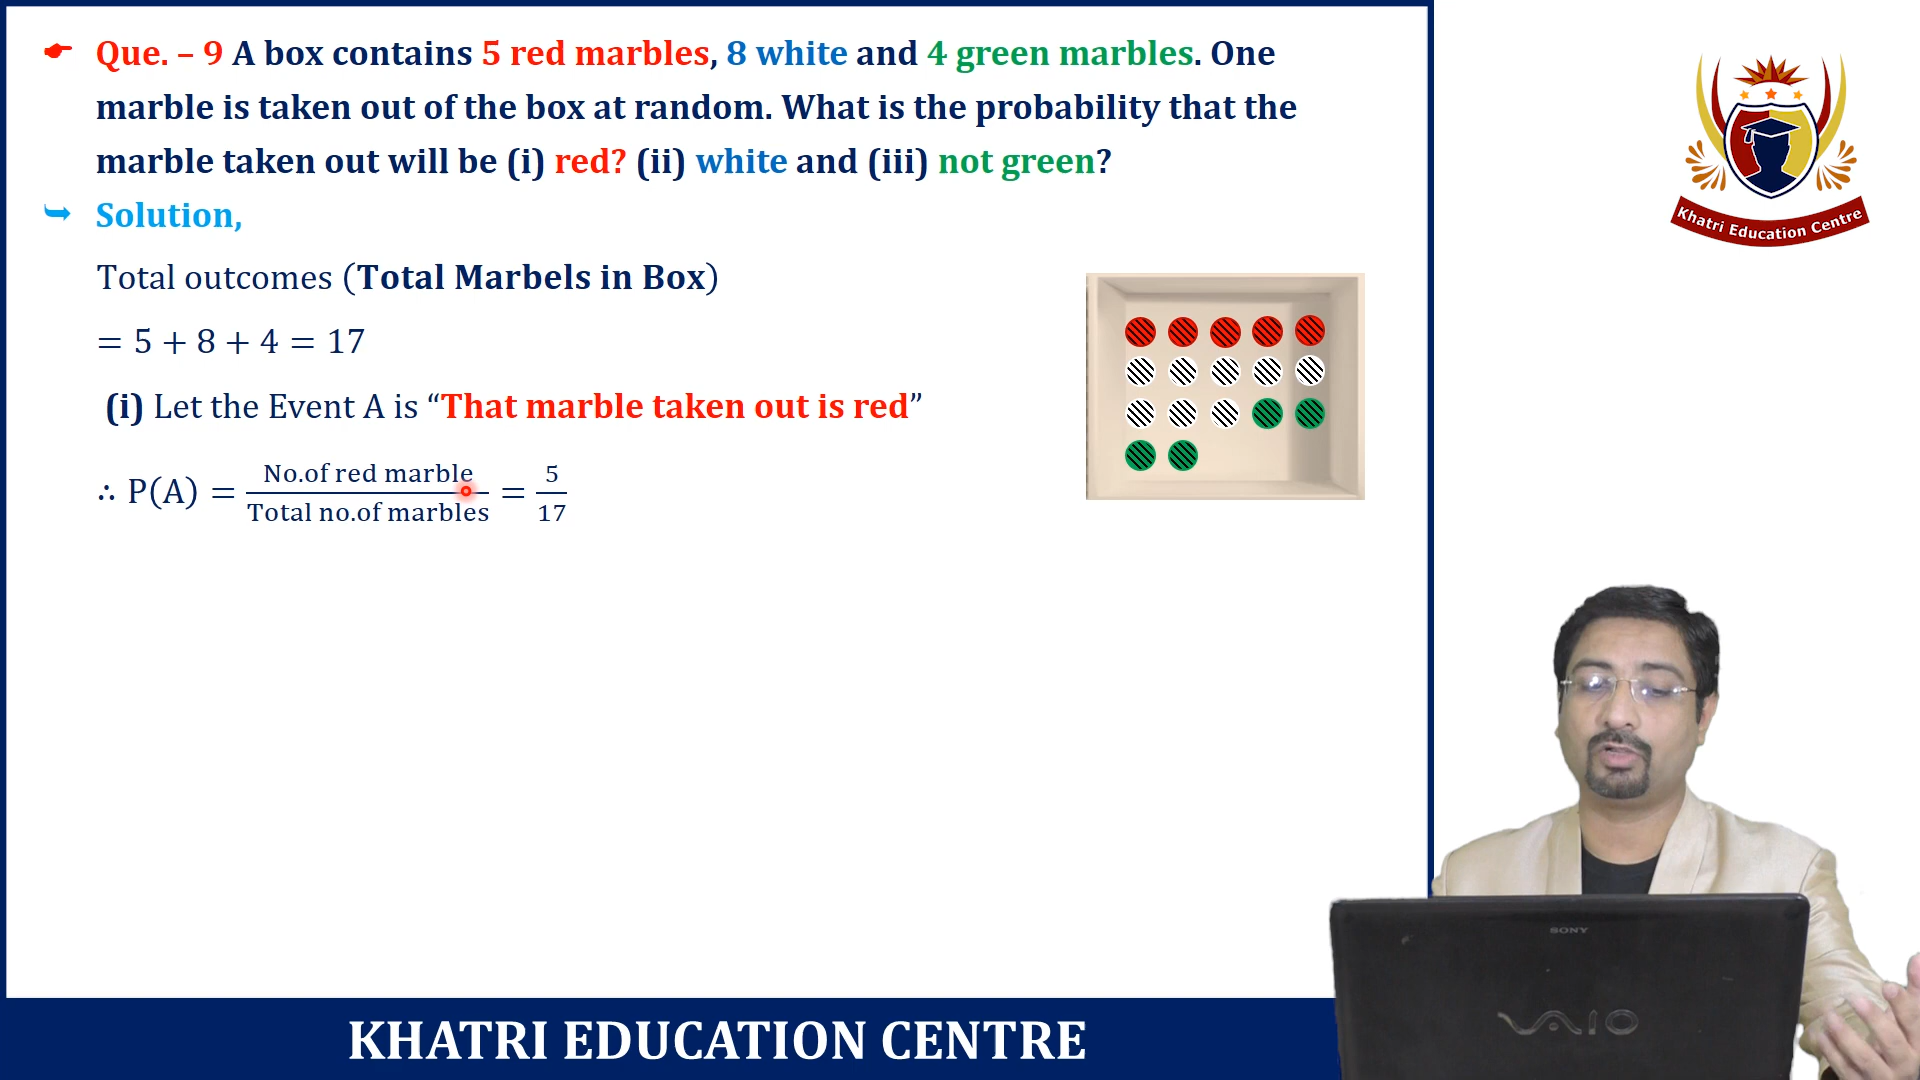 Que. – 9 A box contains 5 red marbles, 8 white and 4 green marbles. One
marble is taken out of the box at random. What is the probability that the
marble taken out will be (i) red? (ii) white and (iii) not green?
Solution,
Total outcomes (Total Marbels in Box)
= 5 + 8 + 4 = 17
(i) Let the Event A is “That marble taken out is red”
∴ P(A) = No.of red marble / Total no.of marbles = 5 / 17
Khatri Education Centre
SONY
VAIO
KHATRI EDUCATION CENTRE